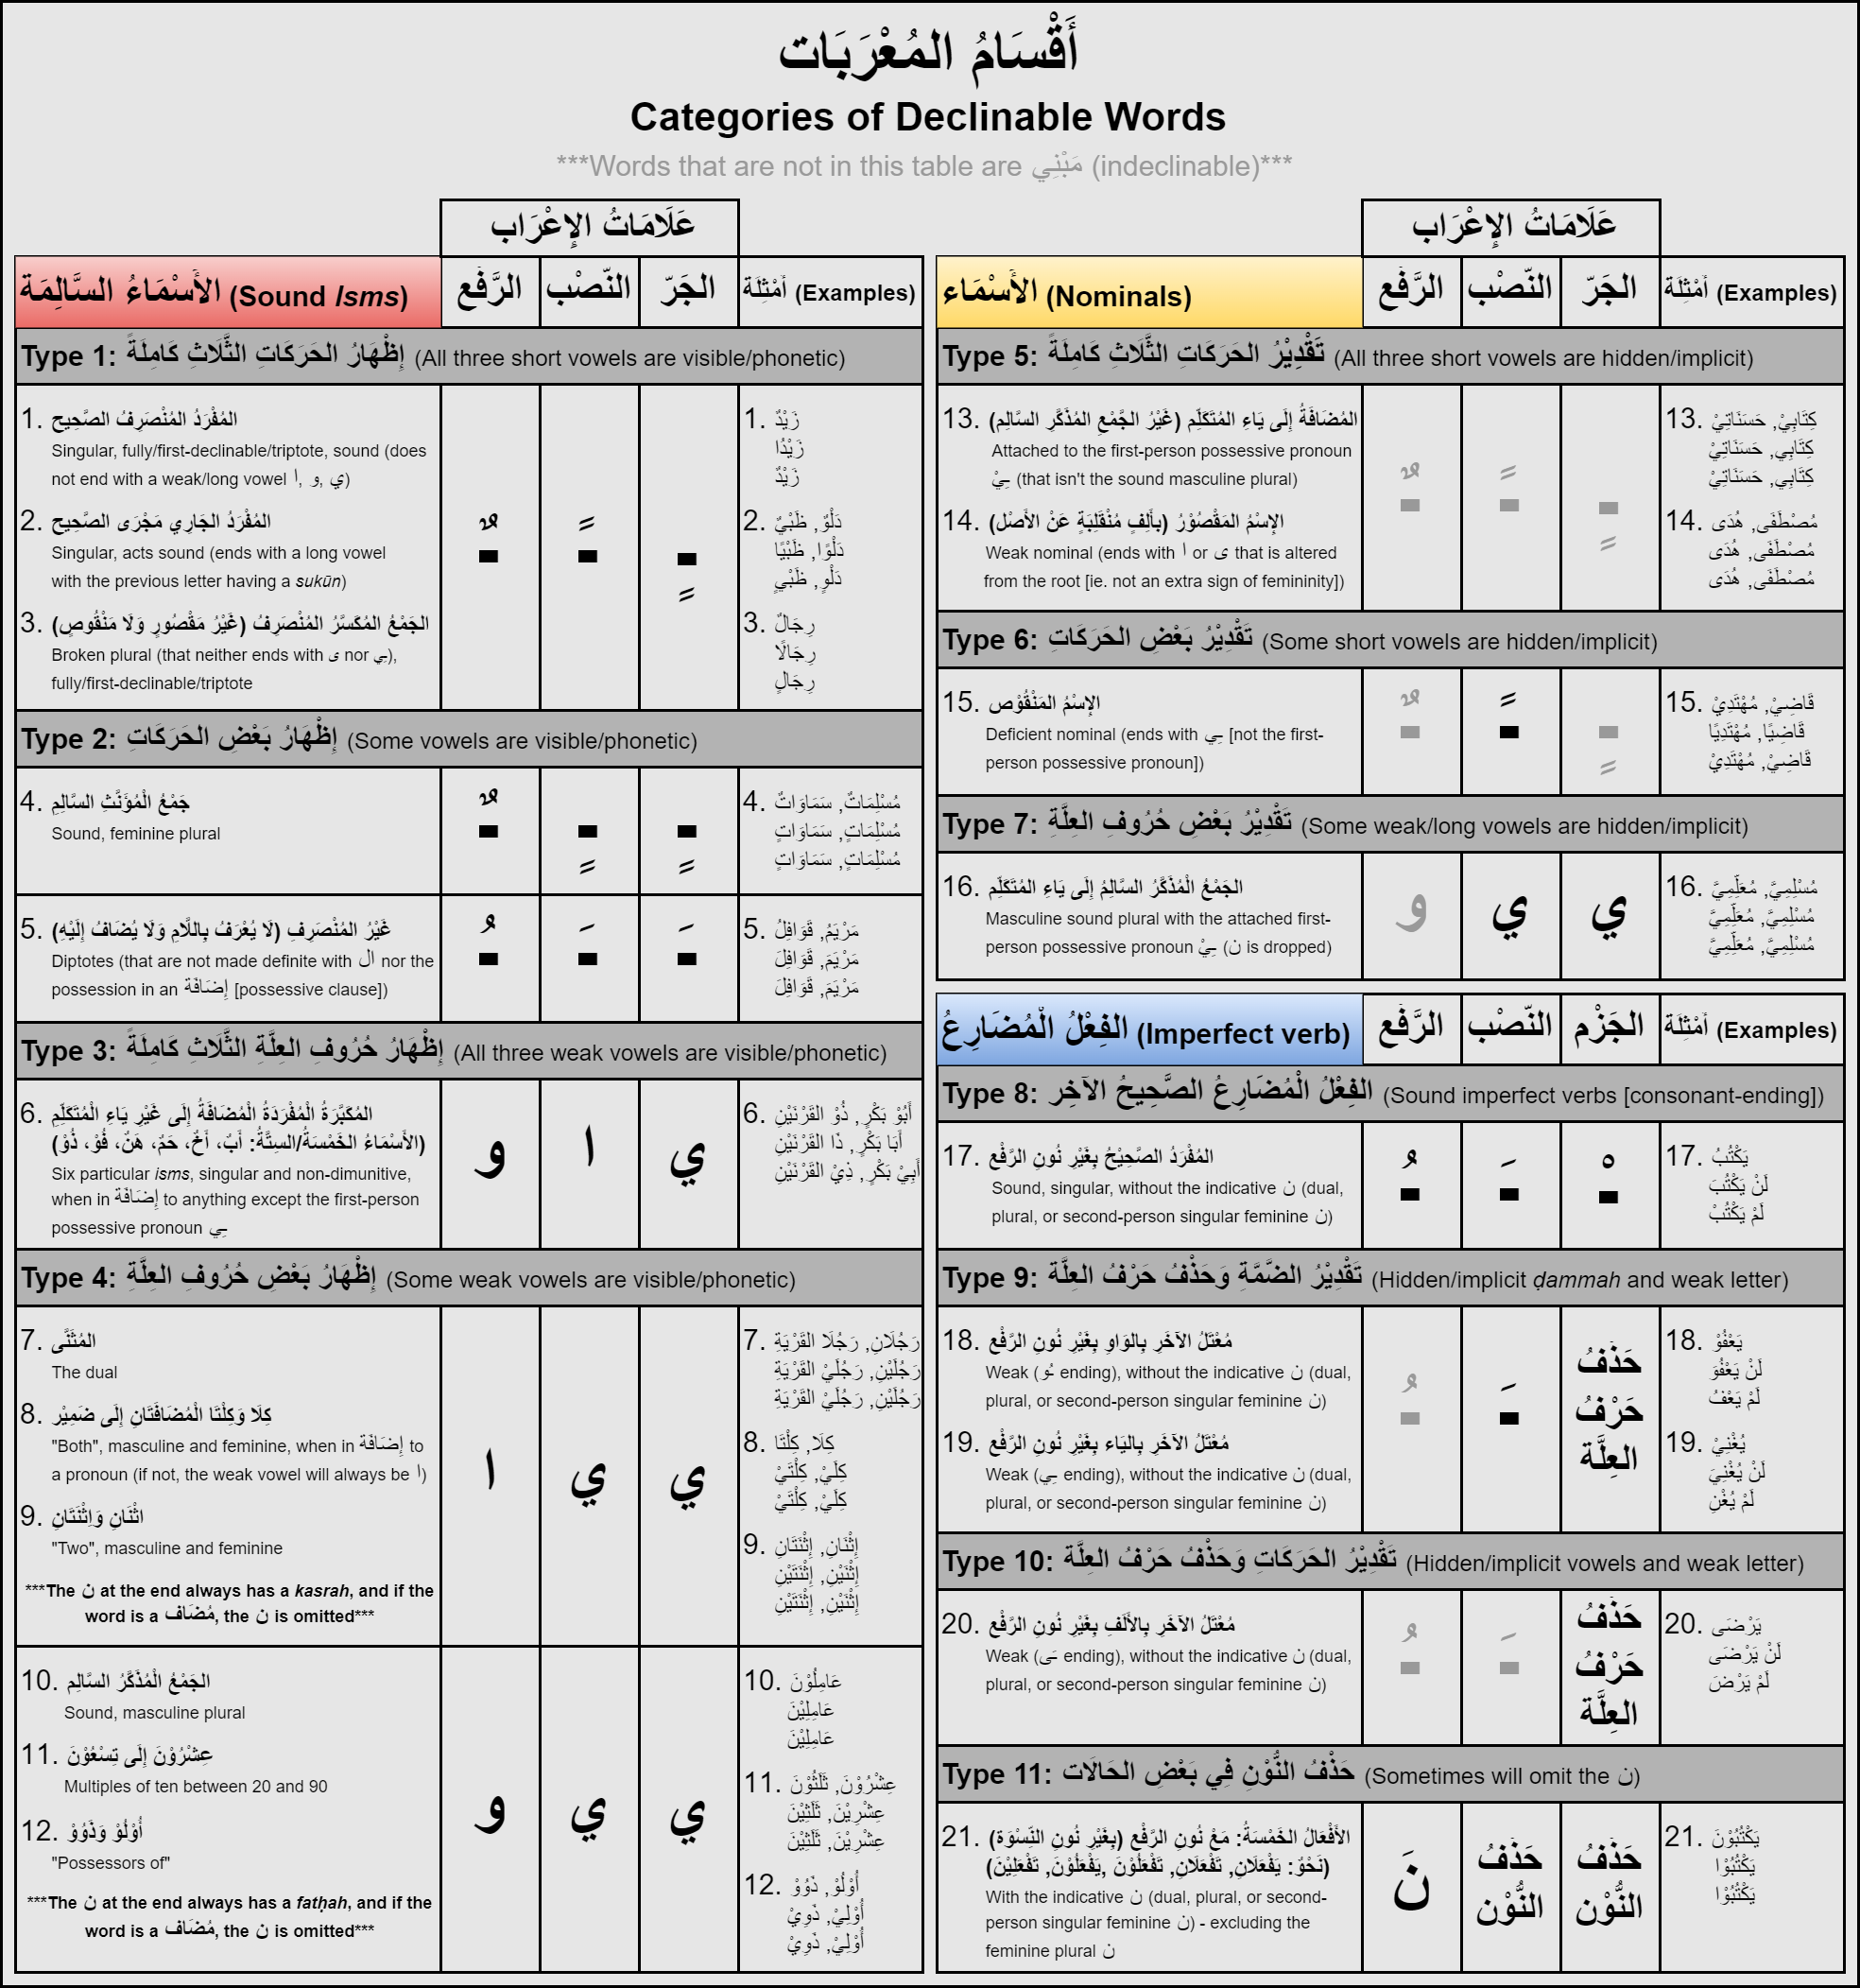 أَقْسَامُ المُعْرَبَات
Categories of Declinable Words
***Words that are not in this table are مَبْنِي (indeclinable)***
عَلَامَاتُ الإِعْرَاب
الأَسْمَاءُ السَّالِمَة (Sound Isms) الرَّفْع النّصْب الجَرّ أَمْثِلَة (Examples)
Type 1: إِظْهَارُ الحَرَكَاتِ الثَّلَاثِ كَامِلَةً (All three short vowels are visible/phonetic)
1. المُفْرَدُ المُنْصَرِفُ الصَّحِيح
Singular, fully/first-declinable/triptote, sound (does
not end with a weak/long vowel ي ,و ,ا)
1. زَيْدٌ
زَيْدًا
زَيْدٌ
2. المُفْرَدُ الجَارِي مَجْرَى الصَّحِيح
Singular, acts sound (ends with a long vowel
with the previous letter having a sukūn)
ـٌ ـً ـٍ
2. دَلْوٌ, ظَبْيٌ
دَلْوًا, ظَبْيًا
دَلْوٍ, ظَبْيٍ
3. الجَمْعُ المُكَسَّرُ المُنْصَرِفُ (غَيْرُ مَقْصُورٍ وَلَا مَنْقُوصٍ)
Broken plural (that neither ends with ى nor ـِي),
fully/first-declinable/triptote
3. رِجَالٌ
رِجَالًا
رِجَالٍ
Type 2: إِظْهَارُ بَعْضِ الحَرَكَاتِ (Some vowels are visible/phonetic)
4. جَمْعُ الْمُؤَنَّثِ السَّالِمِ
Sound, feminine plural
ـٌ ـٍ ـٍ
4. مُسْلِمَاتٌ, سَمَاوَاتٌ
مُسْلِمَاتٍ, سَمَاوَاتٍ
مُسْلِمَاتٍ, سَمَاوَاتٍ
5. غَيْرُ المُنْصَرِفِ (لَا يُعْرَفُ بِاللَّامِ وَلَا يُضَافُ إِلَيْهِ)
Diptotes (that are not made definite with ال nor the
possession in an إِضَافَة [possessive clause])
ـُ ـَ ـَ
5. مَرْيَمُ, قَوَافِلُ
مَرْيَمَ, قَوَافِلَ
مَرْيَمَ, قَوَافِلَ
Type 3: إِظْهَارُ حُرُوفِ العِلَّةِ الثَّلَاثِ كَامِلَةً (All three weak vowels are visible/phonetic)
6. المُكَبَّرَةُ الْمُفْرَدَةُ الْمُضَافَةُ إِلَى غَيْرِ يَاءِ الْمُتَكَلِّمِ
(الأَسْمَاءُ الخَمْسَةُ/السِتَّةُ: أَبٌ، أَخٌ، حَمٌ، هَنٌ، فُوْ، ذُوْ)
Six particular isms, singular and non-dimunitive,
when in إِضَافَة to anything except the first-person
possessive pronoun ـِي
و ا ي
6. أَبُوْ بَكْرٍ, ذُوْ القَرْنَيْنِ
أَبَا بَكْرٍ, ذَا القَرْنَيْنِ
أَبِيْ بَكْرٍ, ذِيْ القَرْنَيْنِ
Type 4: إِظْهَارُ بَعْضِ حُرُوفِ العِلَّةِ (Some weak vowels are visible/phonetic)
7. المُثَنَّى
The dual
7. رَجُلَانِ, رَجُلَا القَرْيَةِ
رَجُلَيْنِ, رَجُلَيْ القَرْيَةِ
رَجُلَيْنِ, رَجُلَيْ القَرْيَةِ
8. كِلَا وَكِلْتَا الْمُضَافَتَانِ إِلَى ضَمِيْر
"Both", masculine and feminine, when in إِضَافَة to
a pronoun (if not, the weak vowel will always be ا)
ا ي ي
8. كِلَا, كِلْتَا
كِلَيْ, كِلْتَيْ
كِلَيْ, كِلْتَيْ
9. اثْنَانِ وَاِثْنَتَانِ
"Two", masculine and feminine
9. إِثْنَانِ, إِثْنَتَانِ
إِثْنَيْنِ, إِثْنَتَيْنِ
إِثْنَيْنِ, إِثْنَتَيْنِ
***The ن at the end always has a kasrah, and if the
word is a مُضَاف, the ن is omitted***
10. الجَمْعُ الْمُذَكَّرُ السَّالِم
Sound, masculine plural
10. عَامِلُوْنَ
عَامِلِيْنَ
عَامِلِيْنَ
11. عِشْرُوْنَ إِلَى تِسْعُوْنَ
Multiples of ten between 20 and 90
و ي ي
11. عِشْرُوْنَ, ثَلَثُوْنَ
عِشْرِيْنَ, ثَلَثِيْنَ
عِشْرِيْنَ, ثَلَثِيْنَ
12. أُوْلُوْ وَذَوُوْ
"Possessors of"
12. أُوْلُوْ, ذَوُوْ
أُوْلِيْ, ذَوِيْ
أُوْلِيْ, ذَوِيْ
***The ن at the end always has a fatḥah, and if the
word is a مُضَاف, the ن is omitted***
عَلَامَاتُ الإِعْرَاب
الأَسْمَاء (Nominals) الرَّفْع النّصْب الجَرّ أَمْثِلَة (Examples)
Type 5: تَقْدِيْرُ الحَرَكَاتِ الثَّلَاثِ كَامِلَةً (All three short vowels are hidden/implicit)
13. المُضَافَةُ إِلَى يَاءِ المُتَكَلِّم (غَيْرُ الجَّمْعِ المُذَكَّرِ السَّالِم)
Attached to the first-person possessive pronoun
ـِيْ (that isn't the sound masculine plural)
ـٌ ـً ـٍ
13. كِتَابِيْ, حَسَنَاتِيْ
كِتَابِي, حَسَنَاتِيْ
كِتَابِي, حَسَنَاتِيْ
14. الإِسْمُ المَقْصُوْرُ (بِأَلِفٍ مُنْقَلِبَةٍ عَنْ الأَصْل)
Weak nominal (ends with ا or ى that is altered
from the root [ie. not an extra sign of femininity])
14. مُصْطَفَى, هُدَى
مُصْطَفَى, هُدَى
مُصْطَفَى, هُدَى
Type 6: تَقْدِيْرُ بَعْضِ الحَرَكَاتِ (Some short vowels are hidden/implicit)
15. الإِسْمُ المَنْقُوْص
Deficient nominal (ends with ـِي [not the first-
person possessive pronoun])
ـٌ ـً ـٍ
15. قَاضِيْ, مُهْتَدِيْ
قَاضِيًا, مُهْتَدِيًا
قَاضِيْ, مُهْتَدِيْ
Type 7: تَقْدِيْرُ بَعْضِ حُرُوفِ العِلَّةِ (Some weak/long vowels are hidden/implicit)
16. الجَمْعُ الْمُذَكَّرُ السَّالِمُ إِلَى يَاءِ المُتَكَلِّم
Masculine sound plural with the attached first-
person possessive pronoun ـِيْ (ن is dropped)
و ي ي
16. مُسْلِمِيَّ, مُعَلِّمِيَّ
مُسْلِمِيَّ, مُعَلِّمِيَّ
مُسْلِمِيَّ, مُعَلِّمِيَّ
الفِعْلُ الْمُضَارِعُ (Imperfect verb) الرَّفْع النّصْب الجَزْم أَمْثِلَة (Examples)
Type 8: الفِعْلُ الْمُضَارِعُ الصَّحِيحُ الآخِر (Sound imperfect verbs [consonant-ending])
17. المُفْرَدُ الصَّحِيْحُ بِغَيْرِ نُونِ الرَّفْع
Sound, singular, without the indicative ن (dual,
plural, or second-person singular feminine ن)
ـُ ـَ ـْ
17. يَكْتُبُ
لَنْ يَكْتُبَ
لَمْ يَكْتُبْ
Type 9: تَقْدِيْرُ الضَّمَّةِ وَحَذْفُ حَرْفُ العِلَّة (Hidden/implicit ḍammah and weak letter)
18. مُعْتَلُ الآخَرِ بِالوَاوِ بِغَيْرِ نُونِ الرَّفْع
Weak (ـُو ending), without the indicative ن (dual,
plural, or second-person singular feminine ن)
ـُ ـَ حَذْفُ حَرْفُ العِلَّة
18. يَعْفُوْ
لَنْ يَعْفُوَ
لَمْ يَعْفُ
19. مُعْتَلُ الآخَرِ بِاليَاء بِغَيْرِ نُونِ الرَّفْع
Weak (ـِي ending), without the indicative ن (dual,
plural, or second-person singular feminine ن)
19. يُغْنِيْ
لَنْ يُغْنِيَ
لَمْ يُغْنِ
Type 10: تَقْدِيْرُ الحَرَكَاتِ وَحَذْفُ حَرْفُ العِلَّة (Hidden/implicit vowels and weak letter)
20. مُعْتَلُ الآخَرِ بِالأَلَفِ بِغَيْرِ نُونِ الرَّفْع
Weak (ـَى ending), without the indicative ن (dual,
plural, or second-person singular feminine ن)
ـُ ـَ حَذْفُ حَرْفُ العِلَّة
20. يَرْضَى
لَنْ يَرْضَى
لَمْ يَرْضَ
Type 11: حَذْفُ النُّوْنِ فِي بَعْضِ الحَالَات (Sometimes will omit the ن)
21. الأَفْعَالُ الخَمْسَةُ: مَعْ نُونِ الرَّفْع (بِغَيْرِ نُونِ النِّسْوَة)
(نَحْوُ: يَفْعَلَانِ, تَفْعَلَانِ, تَفْعَلُوْنَ, يَفْعَلُوْنَ, تَفْعَلِيْنَ)
With the indicative ن (dual, plural, or second-
person singular feminine ن) - excluding the
feminine plural ن
نَ حَذْفُ النُّوْن حَذْفُ النُّوْن
21. يَكْتُبُوْنَ
يَكْتُبُوْا
يَكْتُبُوْا